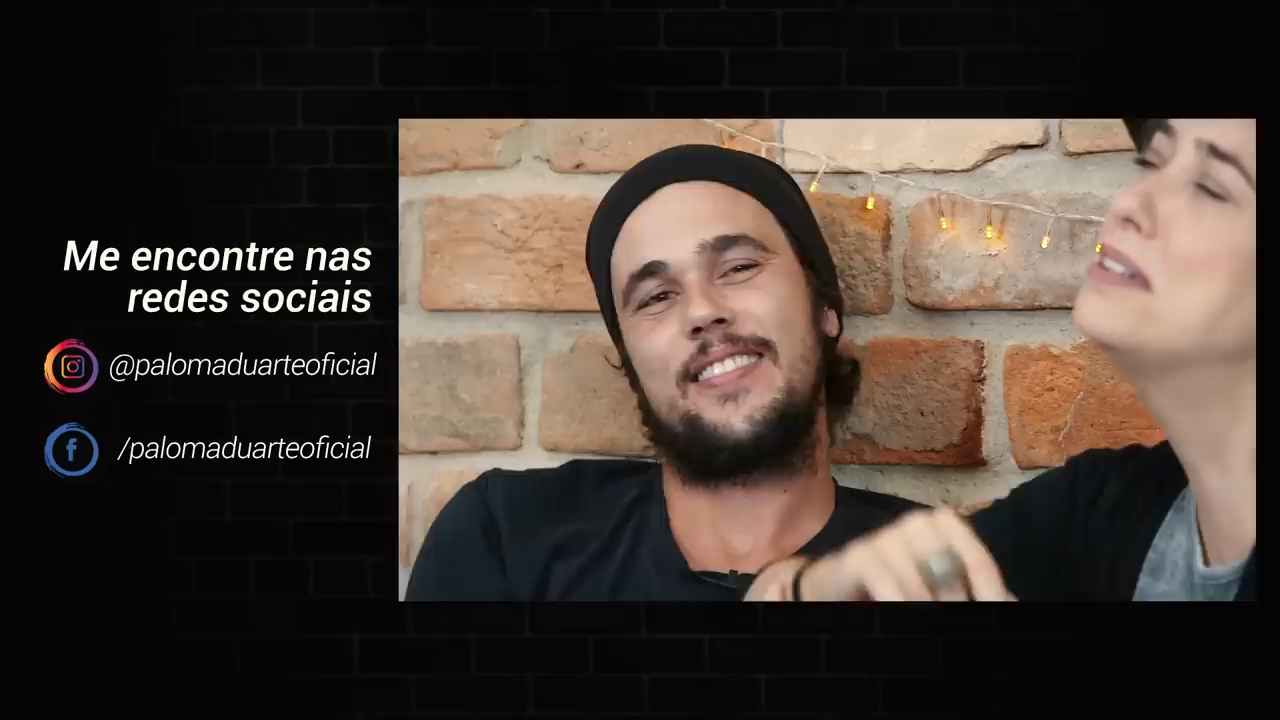 Me encontre nas
redes sociais
@palomaduarteoficial
/palomaduarteoficial